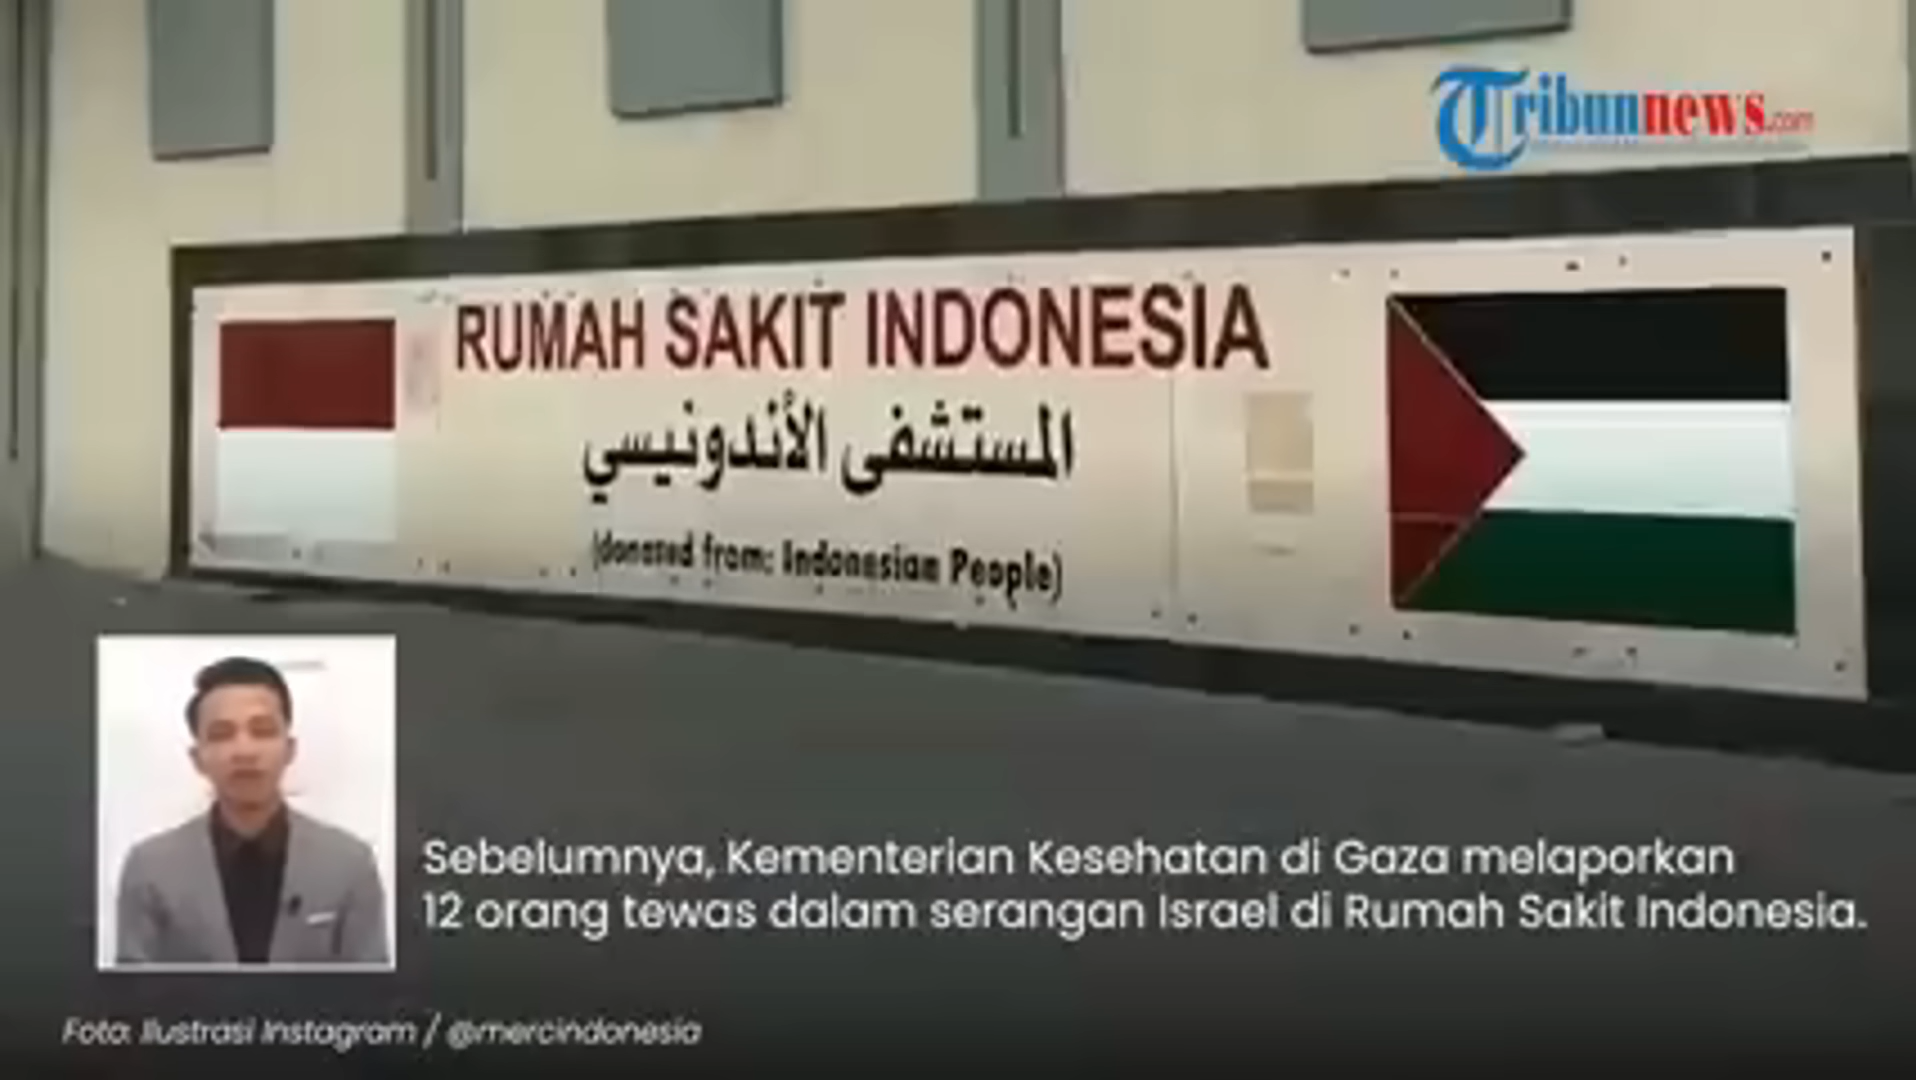 Tribunnews.com
RUMAH SAKIT INDONESIA
المستشفى الأندونيسي
(donated from: Indonesian People)
Sebelumnya, Kementerian Kesehatan di Gaza melaporkan
12 orang tewas dalam serangan Israel di Rumah Sakit Indonesia.
Foto: Ilustrasi Instagram / @mercindonesia